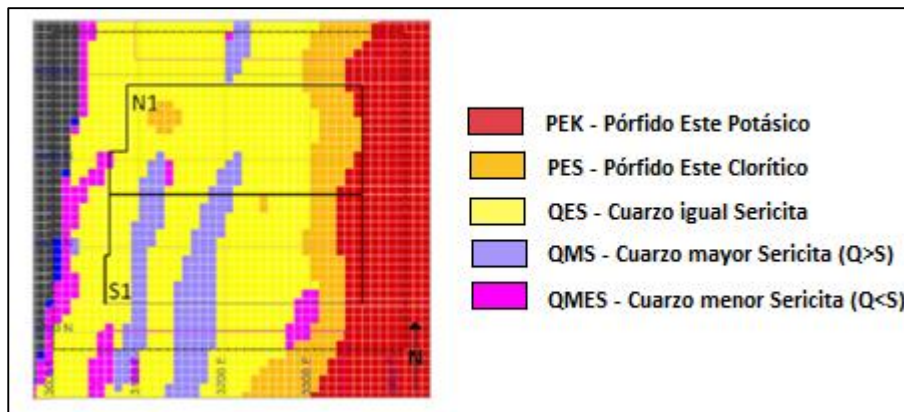 N1
S1
3200 E
N
PEK - Pórfido Este Potásico
PES - Pórfido Este Clorítico
QES - Cuarzo igual Sericita
QMS - Cuarzo mayor Sericita (Q>S)
QMES - Cuarzo menor Sericita (Q<S)